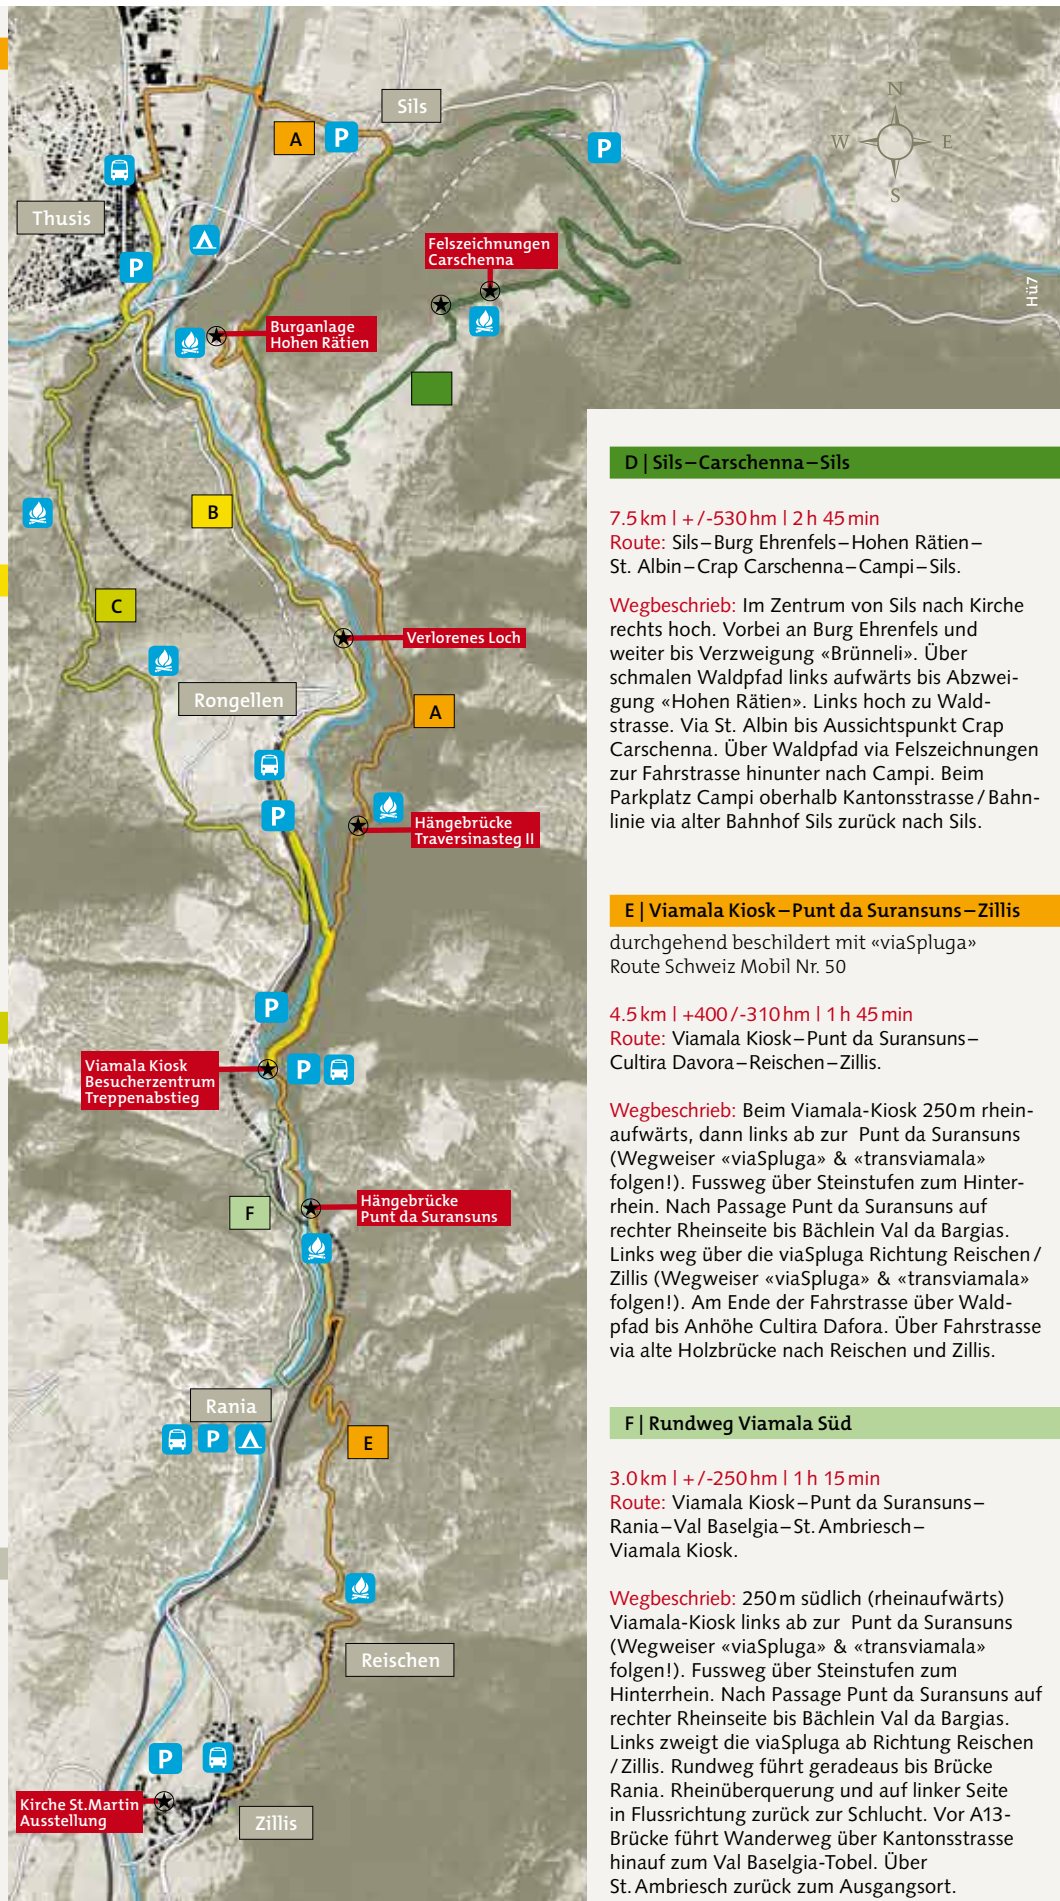 Sils
N
W
E
S
A
P
P
Thusis
P
Felszeichnungen
Carschenna
Hü7
Burganlage
Hohen Rätien
B
C
Verlorenes Loch
Rongellen
A
P
Hängebrücke
Traversinasteg II
P
Viamala Kiosk
Besucherzentrum
Treppenabstieg
P
F
Hängebrücke
Punt da Suransuns
Rania
P
E
Reischen
P
Kirche St.Martin
Ausstellung
Zillis
D | Sils–Carschenna–Sils
7.5 km | +/-530 hm | 2 h 45 min
Route: Sils–Burg Ehrenfels–Hohen Rätien–
St. Albin–Crap Carschenna–Campi–Sils.
Wegbeschrieb: Im Zentrum von Sils nach Kirche
rechts hoch. Vorbei an Burg Ehrenfels und
weiter bis Verzweigung «Brünneli». Über
schmalen Waldpfad links aufwärts bis Abzwei-
gung «Hohen Rätien». Links hoch zu Wald-
strasse. Via St. Albin bis Aussichtspunkt Crap
Carschenna. Über Waldpfad via Felszeichnungen
zur Fahrstrasse hinunter nach Campi. Beim
Parkplatz Campi oberhalb Kantonsstrasse / Bahn-
linie via alter Bahnhof Sils zurück nach Sils.
E | Viamala Kiosk–Punt da Suransuns–Zillis
durchgehend beschildert mit «viaSpluga»
Route Schweiz Mobil Nr. 50
4.5 km | +400 /-310 hm | 1 h 45 min
Route: Viamala Kiosk–Punt da Suransuns–
Cultira Davora–Reischen–Zillis.
Wegbeschrieb: Beim Viamala-Kiosk 250 m rhein-
aufwärts, dann links ab zur Punt da Suransuns
(Wegweiser «viaSpluga» & «transviamala»
folgen!). Fussweg über Steinstufen zum Hinter-
rhein. Nach Passage Punt da Suransuns auf
rechter Rheinseite bis Bächlein Val da Bargias.
Links weg über die viaSpluga Richtung Reischen /
Zillis (Wegweiser «viaSpluga» & «transviamala»
folgen!). Am Ende der Fahrstrasse über Wald-
pfad bis Anhöhe Cultira Dafora. Über Fahrstrasse
via alte Holzbrücke nach Reischen und Zillis.
F | Rundweg Viamala Süd
3.0 km | +/-250 hm | 1 h 15 min
Route: Viamala Kiosk–Punt da Suransuns–
Rania–Val Baselgia–St. Ambriesch–
Viamala Kiosk.
Wegbeschrieb: 250 m südlich (rheinaufwärts)
Viamala-Kiosk links ab zur Punt da Suransuns
(Wegweiser «viaSpluga» & «transviamala»
folgen!). Fussweg über Steinstufen zum
Hinterrhein. Nach Passage Punt da Suransuns auf
rechter Rheinseite bis Bächlein Val da Bargias.
Links zweigt die viaSpluga ab Richtung Reischen
/ Zillis. Rundweg führt geradeaus bis Brücke
Rania. Rheinüberquerung und auf linker Seite
in Flussrichtung zurück zur Schlucht. Vor A13-
Brücke führt Wanderweg über Kantonsstrasse
hinauf zum Val Baselgia-Tobel. Über
St. Ambriesch zurück zum Ausgangsort.